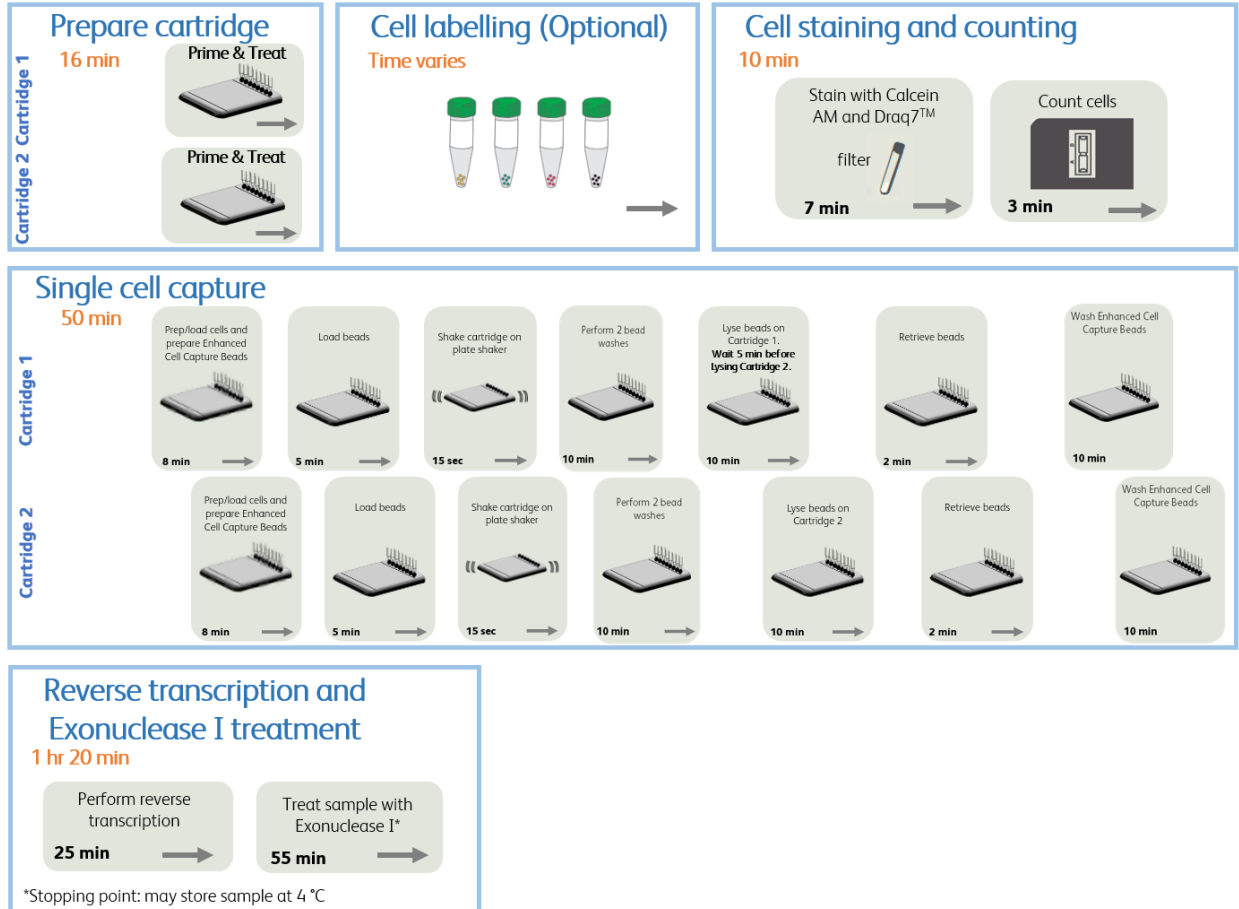 Prepare cartridge
16 min
Cartridge 1
Prime & Treat
Cartridge 2
Prime & Treat
Cell labelling (Optional)
Time varies
Cell staining and counting
10 min
Stain with Calcein
AM and Draq7™
filter
7 min
Count cells
3 min
Single cell capture
50 min
Cartridge 1
Prep/load cells and
prepare Enhanced
Cell Capture Beads
8 min
Load beads
5 min
Shake cartridge on
plate shaker
15 sec
Perform 2 bead
washes
10 min
Lyse beads on
Cartridge 1.
Wait 5 min before
lysing Cartridge 2.
10 min
Retrieve beads
2 min
Wash Enhanced Cell
Capture Beads
10 min
Cartridge 2
Prep/load cells and
prepare Enhanced
Cell Capture Beads
8 min
Load beads
5 min
Shake cartridge on
plate shaker
15 sec
Perform 2 bead
washes
10 min
Lyse beads on
Cartridge 2
10 min
Retrieve beads
2 min
Wash Enhanced Cell
Capture Beads
10 min
Reverse transcription and
Exonuclease I treatment
1 hr 20 min
Perform reverse
transcription
25 min
Treat sample with
Exonuclease I*
55 min
*Stopping point: may store sample at 4 °C